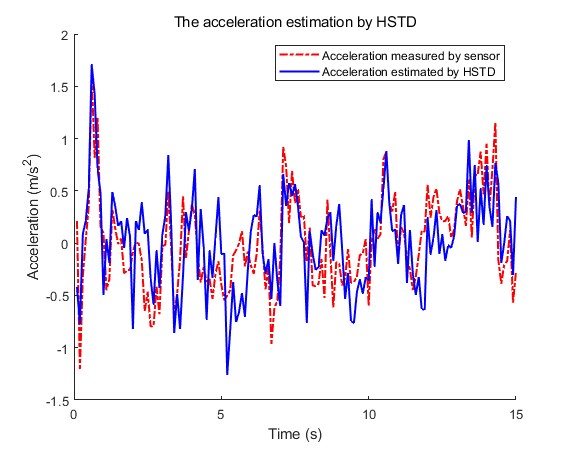 The acceleration estimation by HSTD
Acceleration measured by sensor
Acceleration estimated by HSTD
Acceleration (m/s²)
2
1.5
1
0.5
0
-0.5
-1
-1.5
0
5
10
15
Time (s)